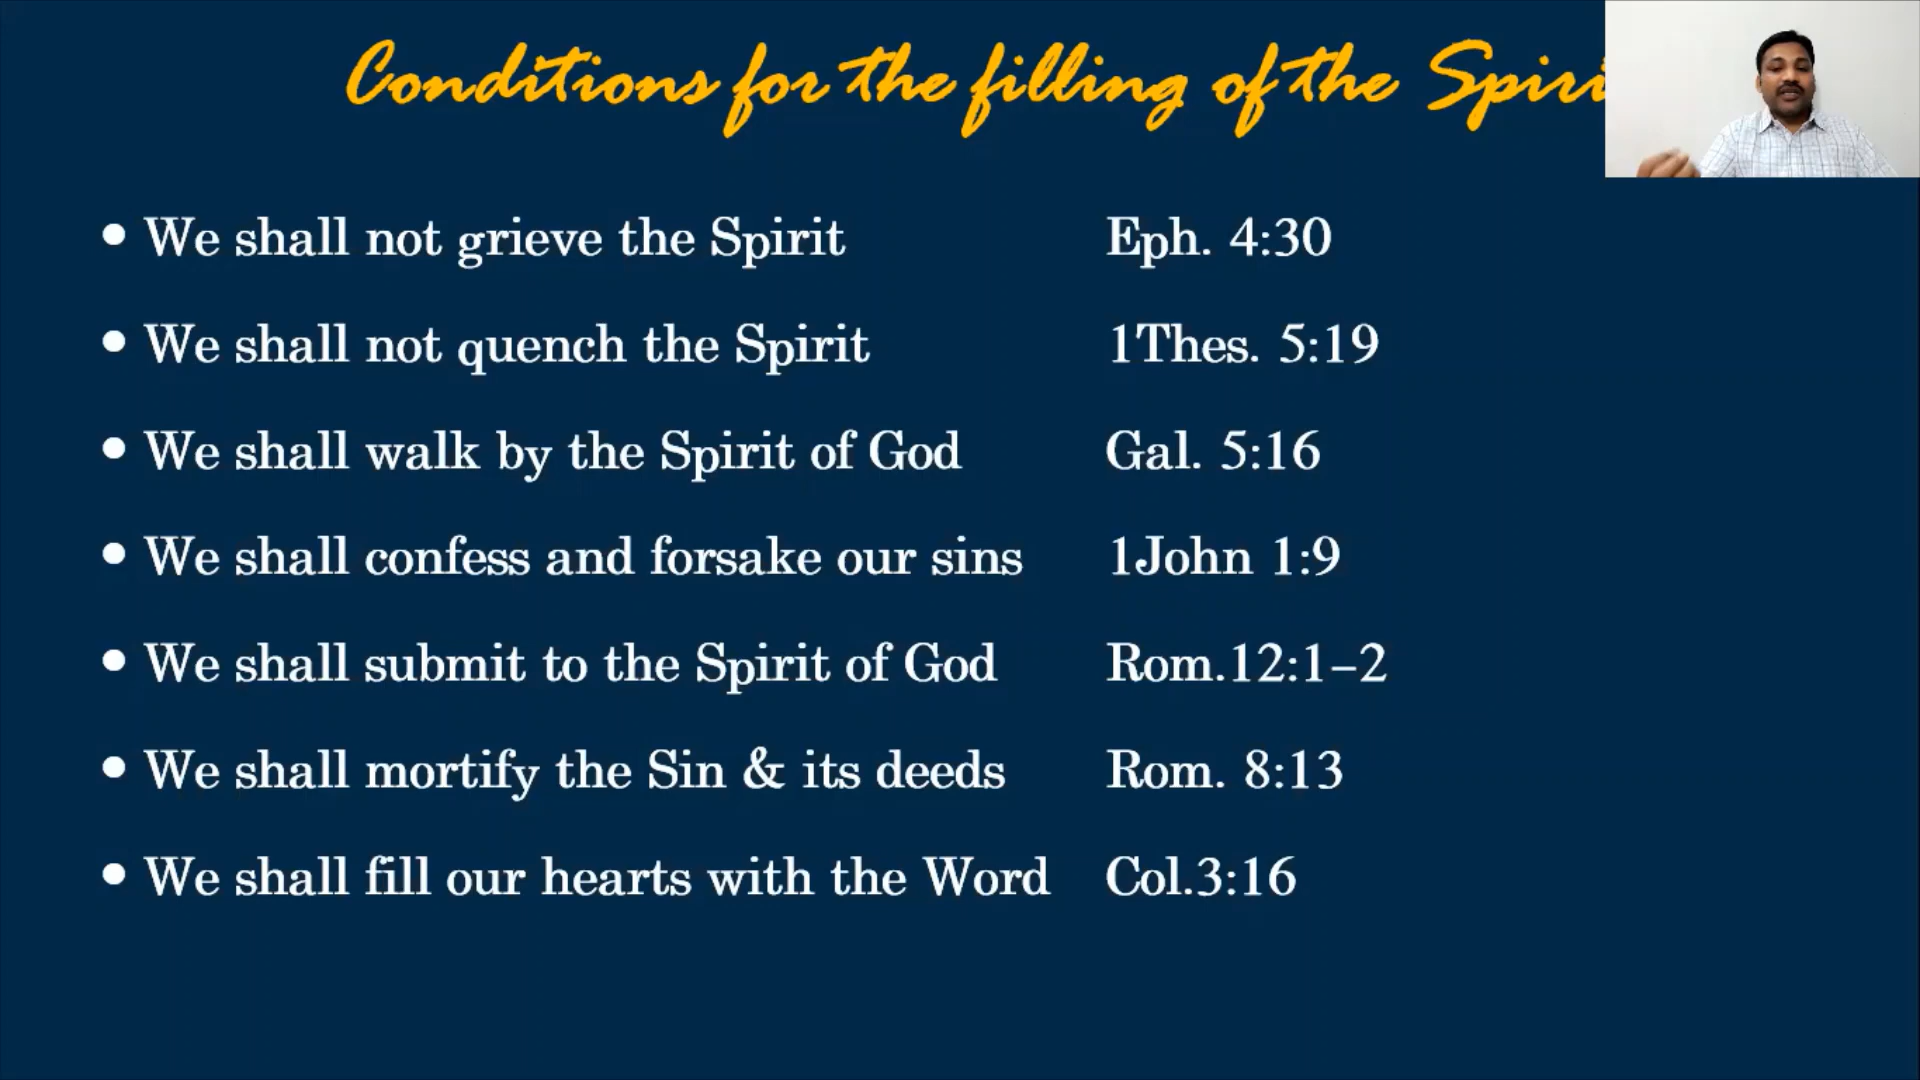 Conditions for the filling of the Spiri
• We shall not grieve the Spirit Eph. 4:30
• We shall not quench the Spirit 1Thes. 5:19
• We shall walk by the Spirit of God Gal. 5:16
• We shall confess and forsake our sins 1John 1:9
• We shall submit to the Spirit of God Rom.12:1–2
• We shall mortify the Sin & its deeds Rom. 8:13
• We shall fill our hearts with the Word Col.3:16